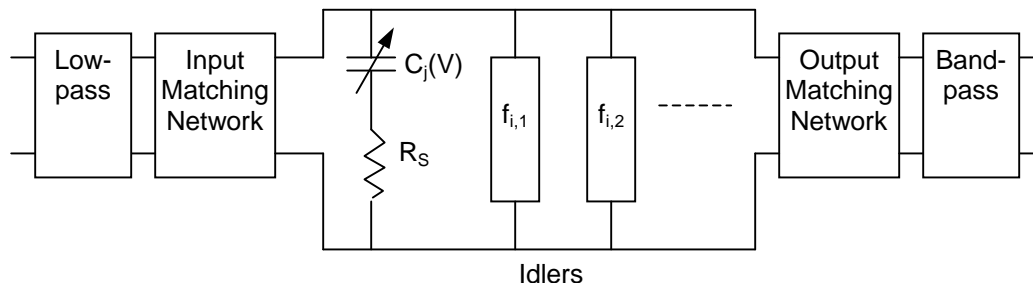 Low-
pass
Input
Matching
Network
C_j(V)
R_S
f_i,1
f_i,2
Output
Matching
Network
Band-
pass
Idlers